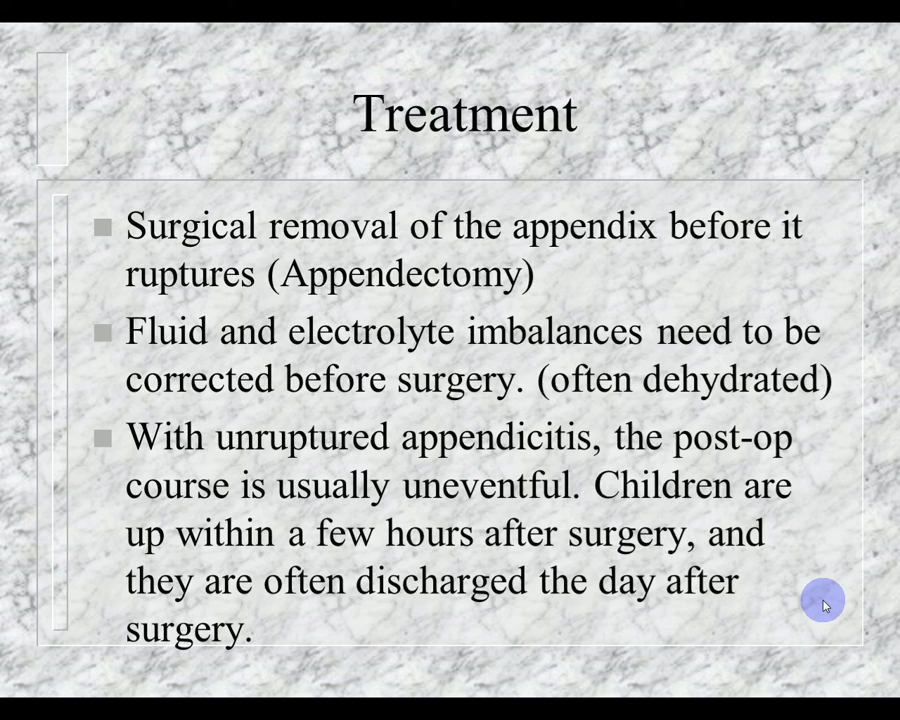 Treatment
Surgical removal of the appendix before it
ruptures (Appendectomy)
Fluid and electrolyte imbalances need to be
corrected before surgery. (often dehydrated)
With unruptured appendicitis, the post-op
course is usually uneventful. Children are
up within a few hours after surgery, and
they are often discharged the day after
surgery.